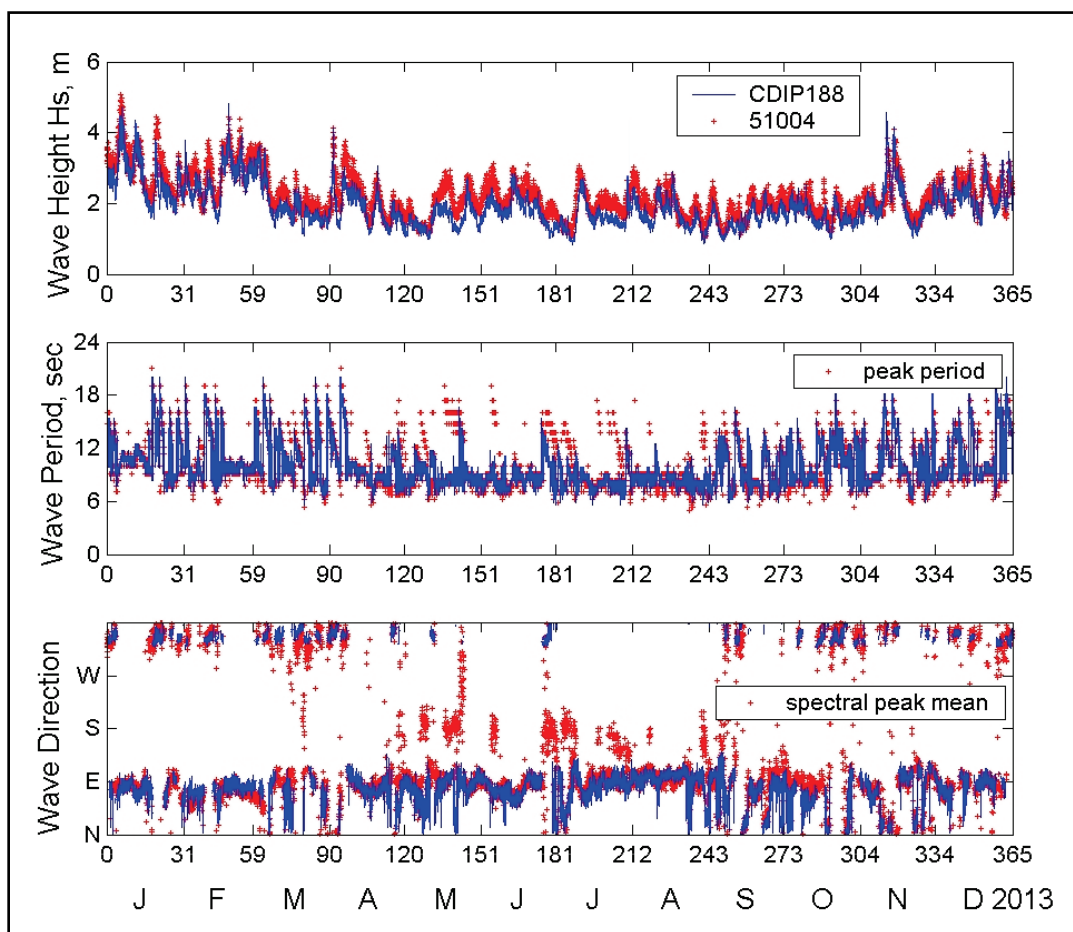 Wave Height Hs, m
6
4
2
0
CDIP188
51004
0 31 59 90 120 151 181 212 243 273 304 334 365
Wave Period, sec
24
18
12
6
0
peak period
0 31 59 90 120 151 181 212 243 273 304 334 365
Wave Direction
W
S
E
N
spectral peak mean
0 31 59 90 120 151 181 212 243 273 304 334 365
J F M A M J J A S O N D 2013